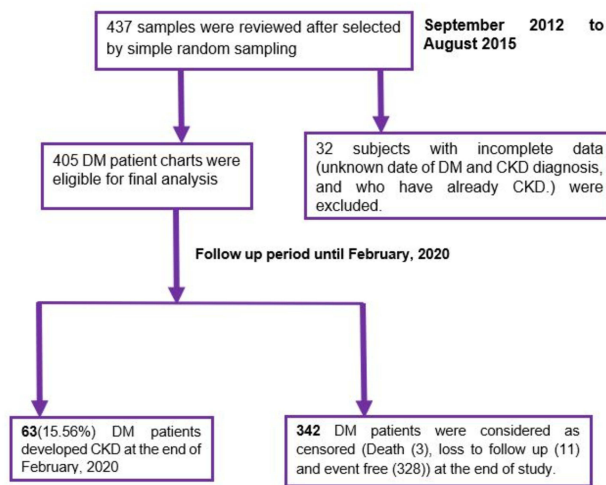 437 samples were reviewed after selected
by simple random sampling
September 2012 to
August 2015
405 DM patient charts were
eligible for final analysis
32 subjects with incomplete data
(unknown date of DM and CKD diagnosis,
and who have already CKD.) were
excluded.
Follow up period until February, 2020
63(15.56%) DM patients
developed CKD at the end of
February, 2020
342 DM patients were considered as
censored (Death (3), loss to follow up (11)
and event free (328)) at the end of study.